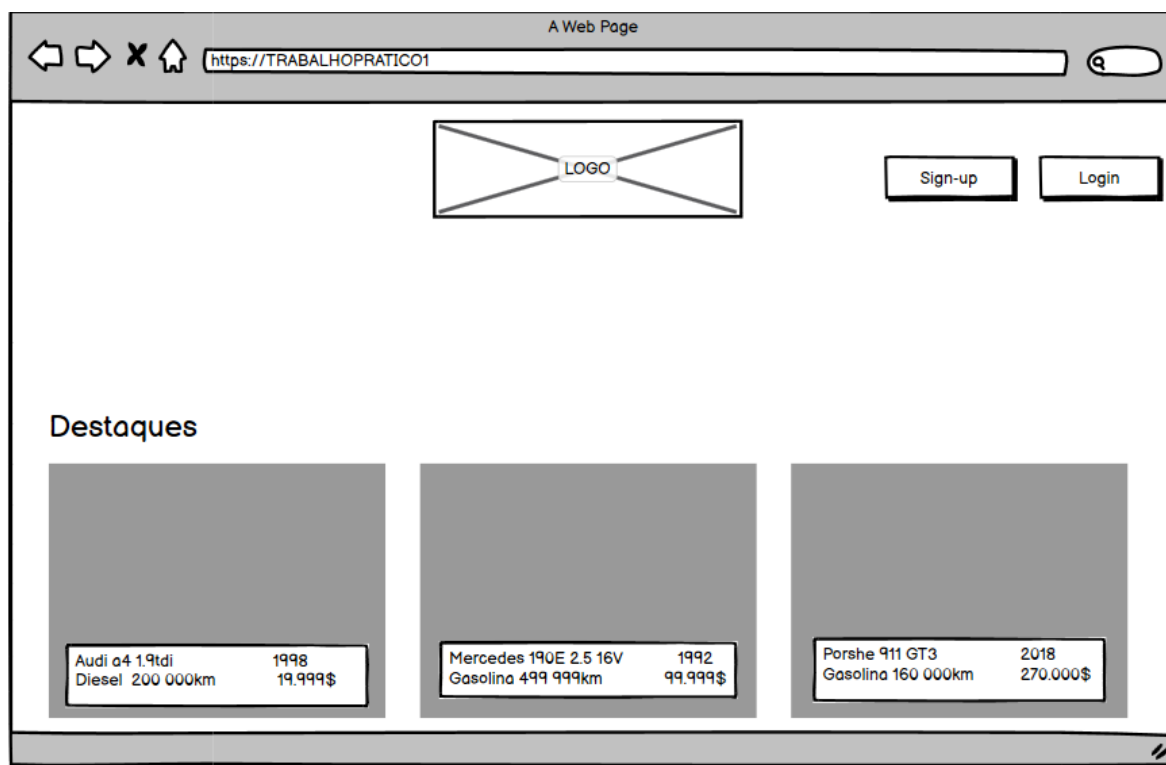 A Web Page
https://TRABALHOPRATICO1
LOGO
Sign-up
Login
Destaques
Audi a4 1.9tdi 1998
Diesel 200 000km 19.999$
Mercedes 190E 2.5 16V 1992
Gasolina 499 999km 99.999$
Porshe 911 GT3 2018
Gasolina 160 000km 270.000$